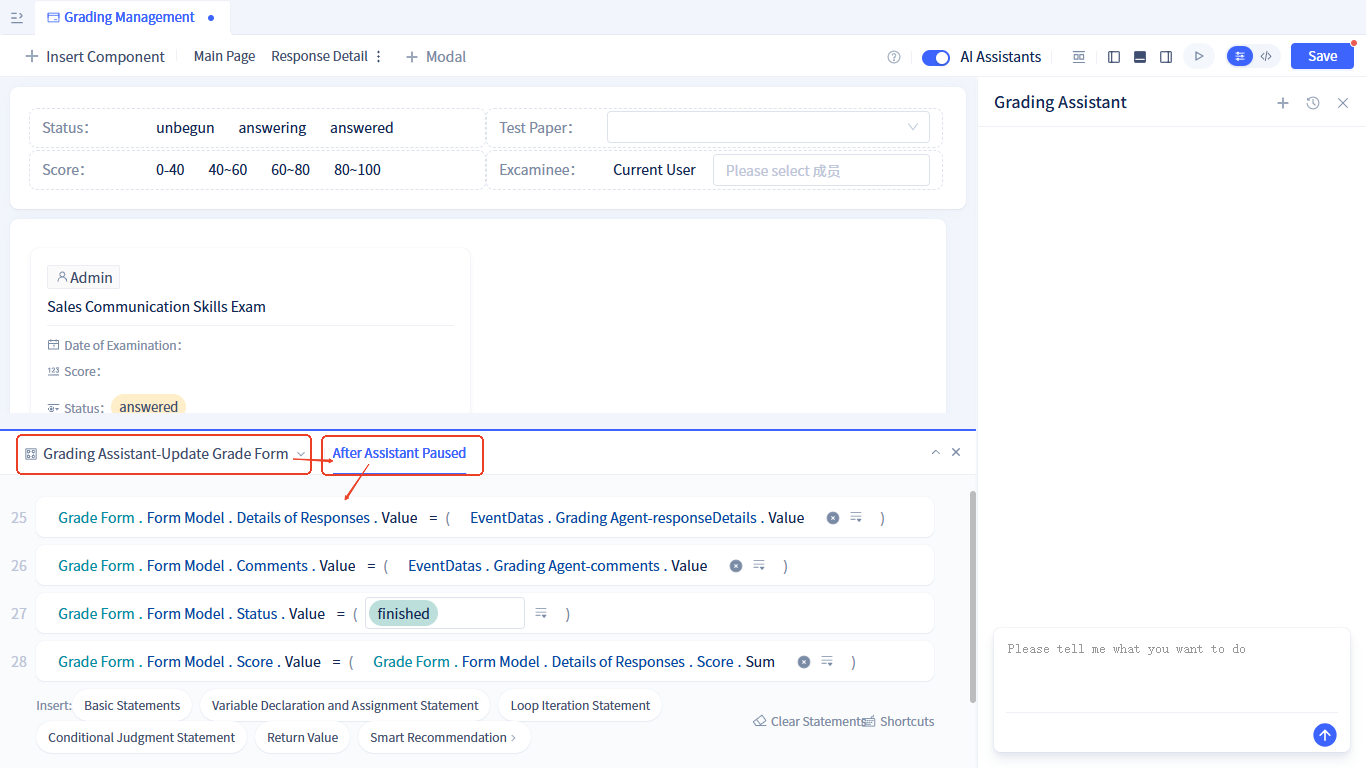 Grading Management
Insert Component Main Page Response Detail Modal AI Assistants Save
Status： unbegun answering answered Test Paper：
Score： 0-40 40~60 60~80 80~100 Excaminee： Current User Please select 成员
Admin
Sales Communication Skills Exam
Date of Examination：
123 Score：
Status： answered
Grading Assistant
Please tell me what you want to do
Grading Assistant-Update Grade Form After Assistant Paused
25 Grade Form . Form Model . Details of Responses . Value = ( EventDatas . Grading Agent-responseDetails . Value )
26 Grade Form . Form Model . Comments . Value = ( EventDatas . Grading Agent-comments . Value )
27 Grade Form . Form Model . Status . Value = ( finished )
28 Grade Form . Form Model . Score . Value = ( Grade Form . Form Model . Details of Responses . Score . Sum )
Insert: Basic Statements Variable Declaration and Assignment Statement Loop Iteration Statement
Conditional Judgment Statement Return Value Smart Recommendation
Clear Statements Shortcuts